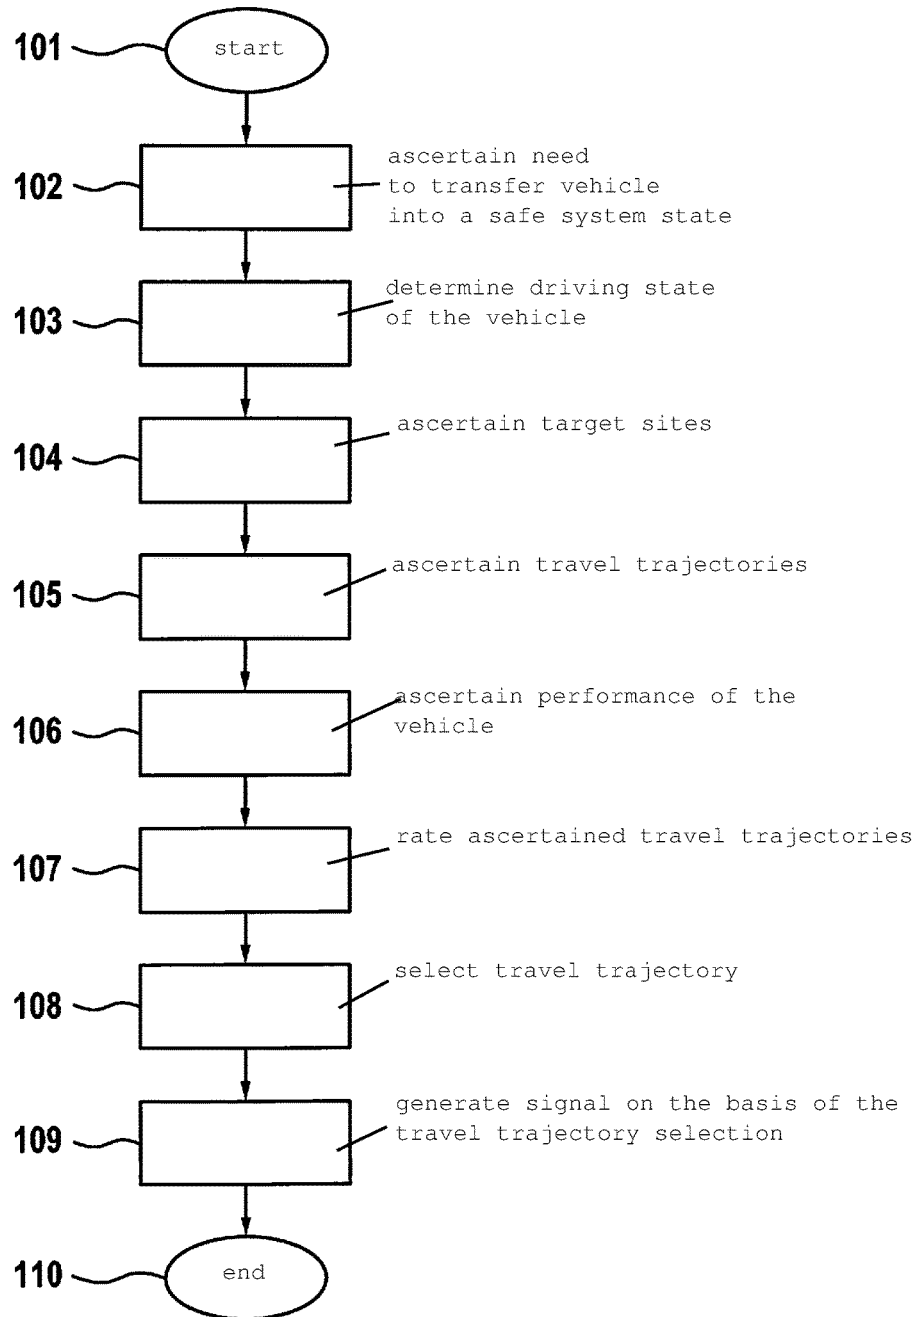 101
start
102
ascertain need
to transfer vehicle
into a safe system state
103
determine driving state
of the vehicle
104
ascertain target sites
105
ascertain travel trajectories
106
ascertain performance of the
vehicle
107
rate ascertained travel trajectories
108
select travel trajectory
109
generate signal on the basis of the
travel trajectory selection
110
end